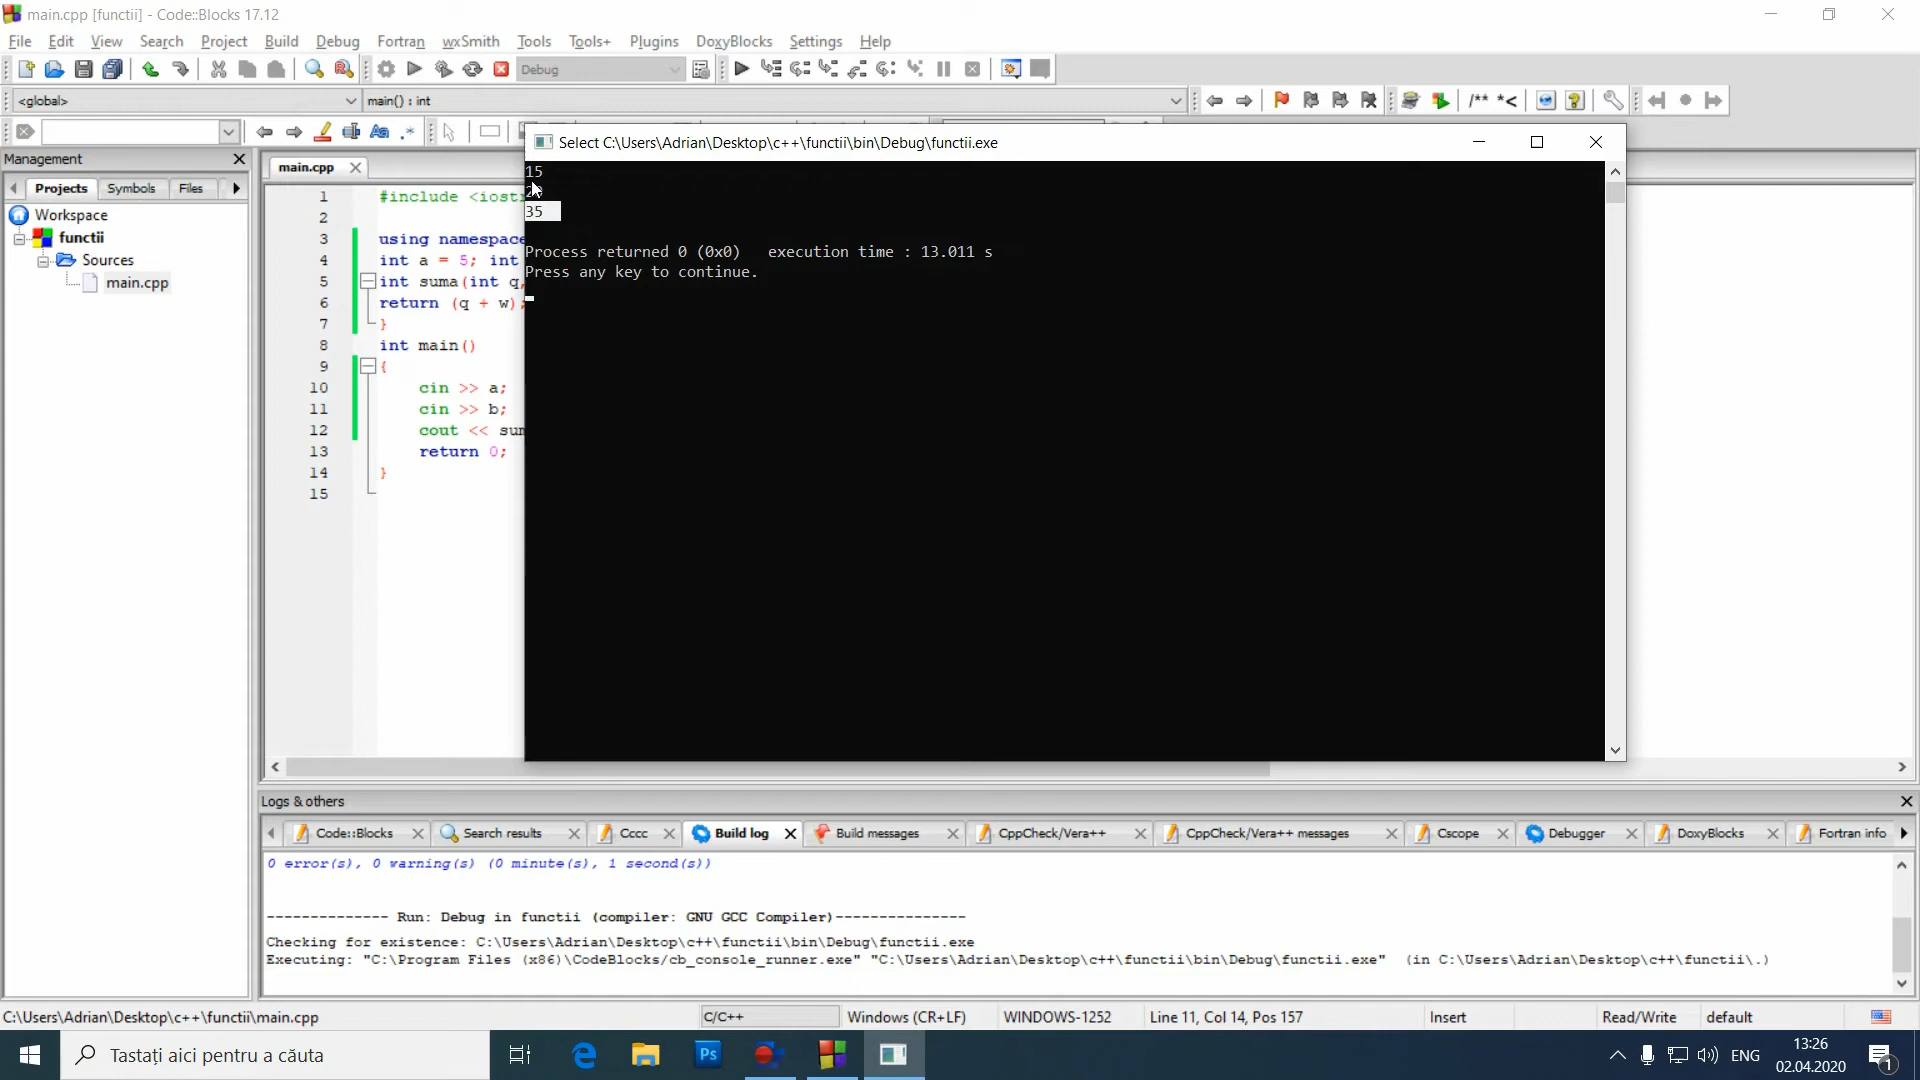 main.cpp [functii] - Code::Blocks 17.12
File Edit View Search Project Build Debug Fortran wxSmith Tools Tools+ Plugins DoxyBlocks Settings Help
Debug
<global> main() : int
/** *<
Management
main.cpp
Select C:\Users\Adrian\Desktop\c++\functii\bin\Debug\functii.exe
Projects Symbols Files
Workspace
functii
Sources
main.cpp
15
35
Process returned 0 (0x0)   execution time : 13.011 s
Press any key to continue.
1 #include <iostr
2
3 using namespace
4 int a = 5; int
5 int suma(int q,
6 return (q + w);
7 }
8 int main()
9 {
10 cin >> a;
11 cin >> b;
12 cout << sum
13 return 0;
14 }
15
Logs & others
Code::Blocks Search results Cccc Build log Build messages CppCheck/Vera++ CppCheck/Vera++ messages Cscope Debugger DoxyBlocks Fortran info
0 error(s), 0 warning(s) (0 minute(s), 1 second(s))
-------------- Run: Debug in functii (compiler: GNU GCC Compiler)---------------
Checking for existence: C:\Users\Adrian\Desktop\c++\functii\bin\Debug\functii.exe
Executing: "C:\Program Files (x86)\CodeBlocks/cb_console_runner.exe" "C:\Users\Adrian\Desktop\c++\functii\bin\Debug\functii.exe"  (in C:\Users\Adrian\Desktop\c++\functii\.)
C:\Users\Adrian\Desktop\c++\functii\main.cpp C/C++ Windows (CR+LF) WINDOWS-1252 Line 11, Col 14, Pos 157 Insert Read/Write default
Tastați aici pentru a căuta
Ps
ENG
13:26
02.04.2020
1